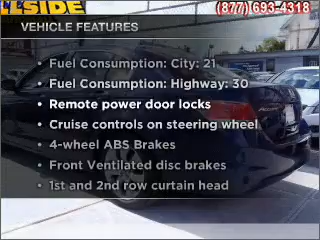 LLSIDE
(877)693-4318
VEHICLE FEATURES
• Fuel Consumption: City: 21
• Fuel Consumption: Highway: 30
• Remote power door locks
• Cruise controls on steering wheel
• 4-wheel ABS Brakes
• Front Ventilated disc brakes
• 1st and 2nd row curtain head